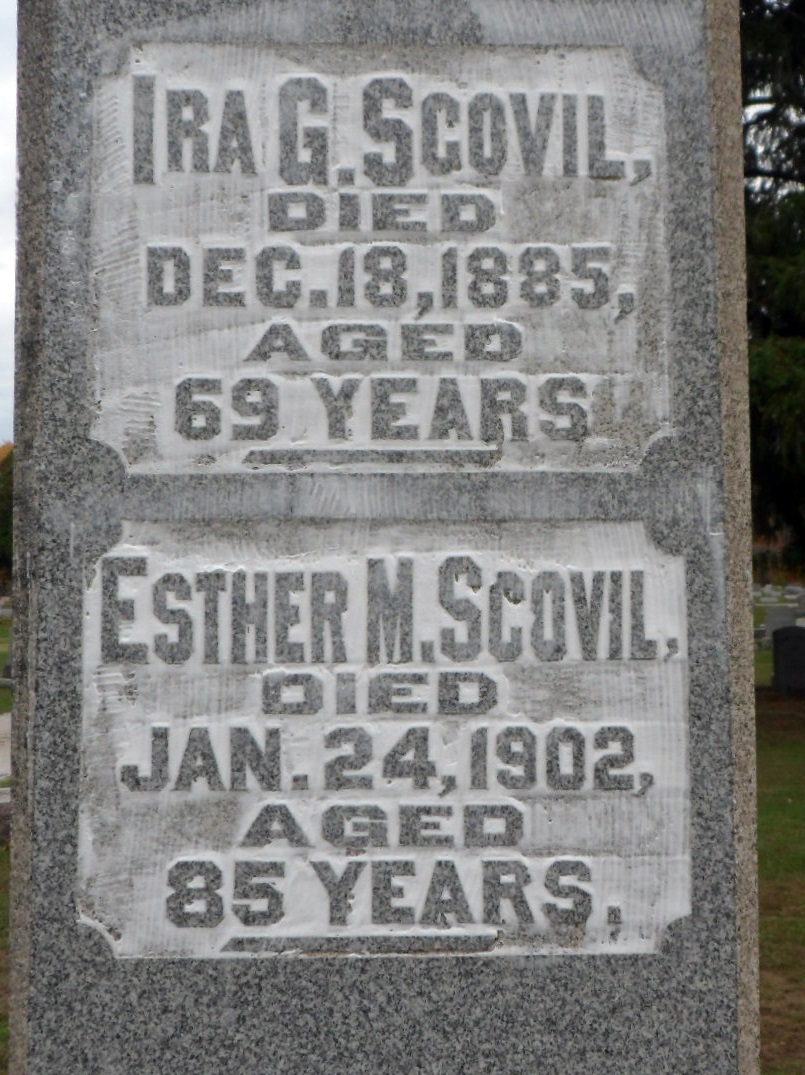 IRA G. SCOVIL,
DIED
DEC. 18, 1885,
AGED
69 YEARS
ESTHER M. SCOVIL,
DIED
JAN. 24, 1902,
AGED
85 YEARS.